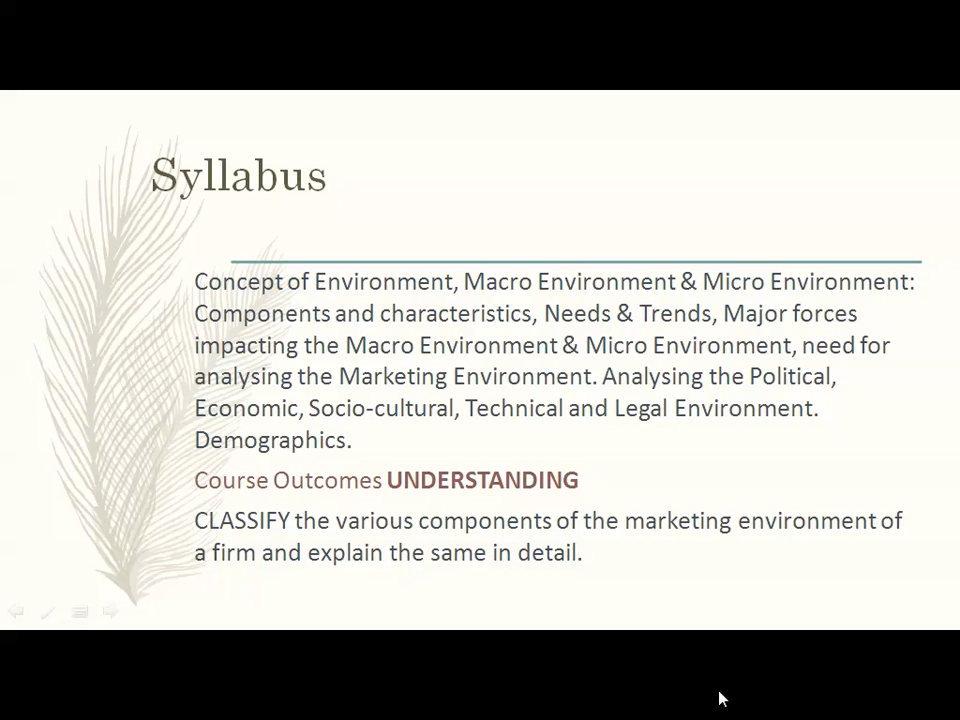 Syllabus
Concept of Environment, Macro Environment & Micro Environment:
Components and characteristics, Needs & Trends, Major forces
impacting the Macro Environment & Micro Environment, need for
analysing the Marketing Environment. Analysing the Political,
Economic, Socio-cultural, Technical and Legal Environment.
Demographics.
Course Outcomes UNDERSTANDING
CLASSIFY the various components of the marketing environment of
a firm and explain the same in detail.